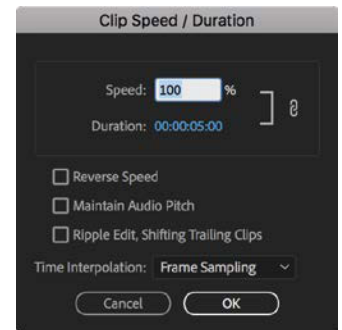 Clip Speed / Duration
Speed: 100 %
Duration: 00:00:05:00
Reverse Speed
Maintain Audio Pitch
Ripple Edit, Shifting Trailing Clips
Time Interpolation: Frame Sampling
Cancel OK